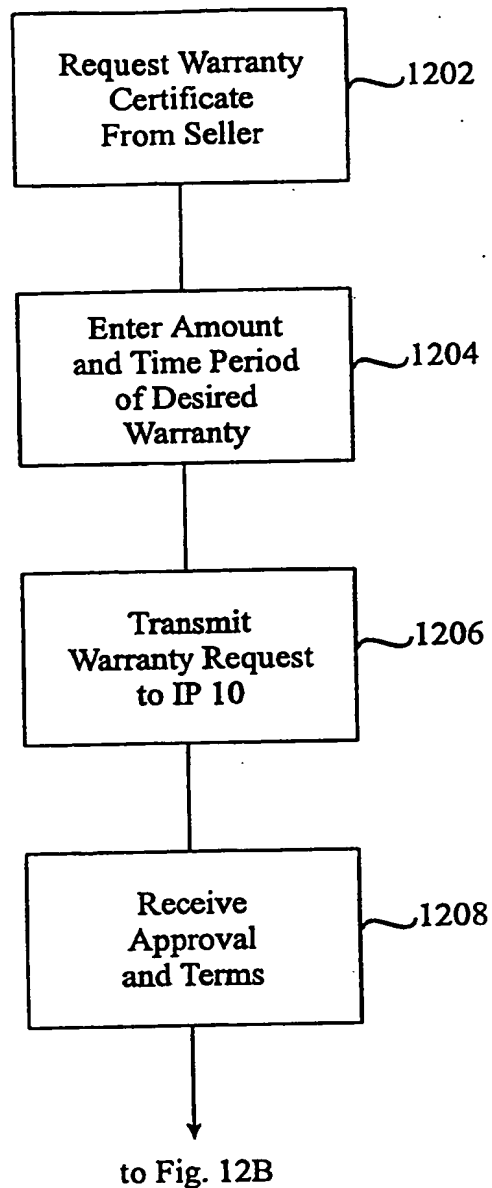 Request Warranty
Certificate
From Seller
1202
Enter Amount
and Time Period
of Desired
Warranty
1204
Transmit
Warranty Request
to IP 10
1206
Receive
Approval
and Terms
1208
to Fig. 12B